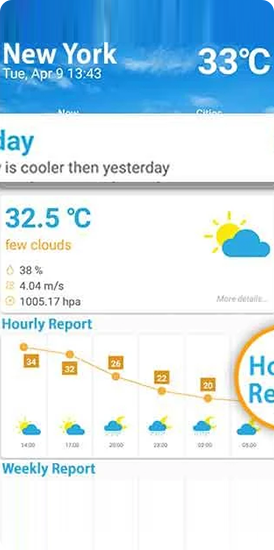 New York
33℃
Tue, Apr 9 13:43
Now
Cities
day
is cooler then yesterday
32.5 ℃
few clouds
38 %
4.04 m/s
1005.17 hpa
More details...
Hourly Report
34
32
26
22
20
Ho
Re
14:00
17:00
20:00
23:00
02:00
05:00
Weekly Report